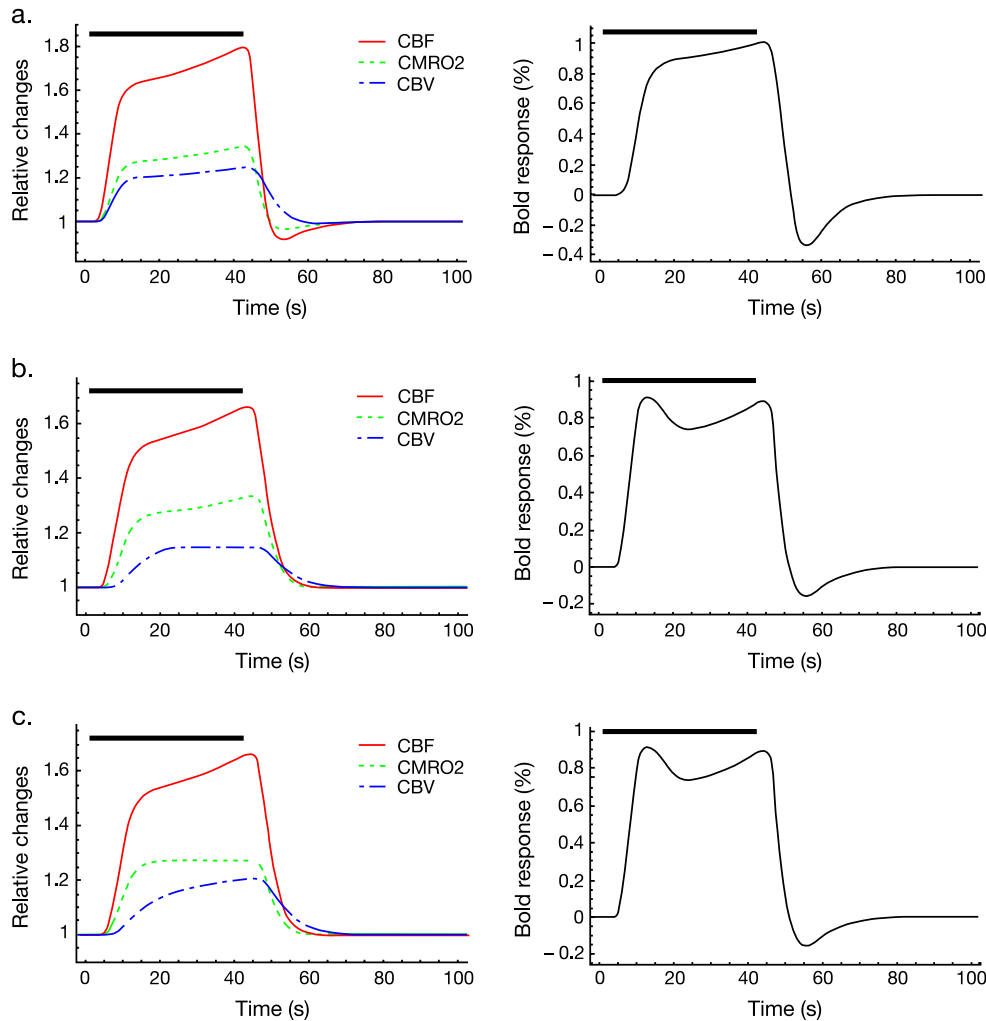 a.
CBF
CMRO2
CBV
Relative changes
1.8
1.6
1.4
1.2
1
0 20 40 60 80 100
Time (s)
Bold response (%)
1
0.8
0.6
0.4
0.2
0
– 0.2
– 0.4
0 20 40 60 80 100
Time (s)
b.
CBF
CMRO2
CBV
Relative changes
1.6
1.4
1.2
1
0 20 40 60 80 100
Time (s)
Bold response (%)
1
0.8
0.6
0.4
0.2
0
– 0.2
0 20 40 60 80 100
Time (s)
c.
CBF
CMRO2
CBV
Relative changes
1.6
1.4
1.2
1
0 20 40 60 80 100
Time (s)
Bold response (%)
1
0.8
0.6
0.4
0.2
0
– 0.2
0 20 40 60 80 100
Time (s)